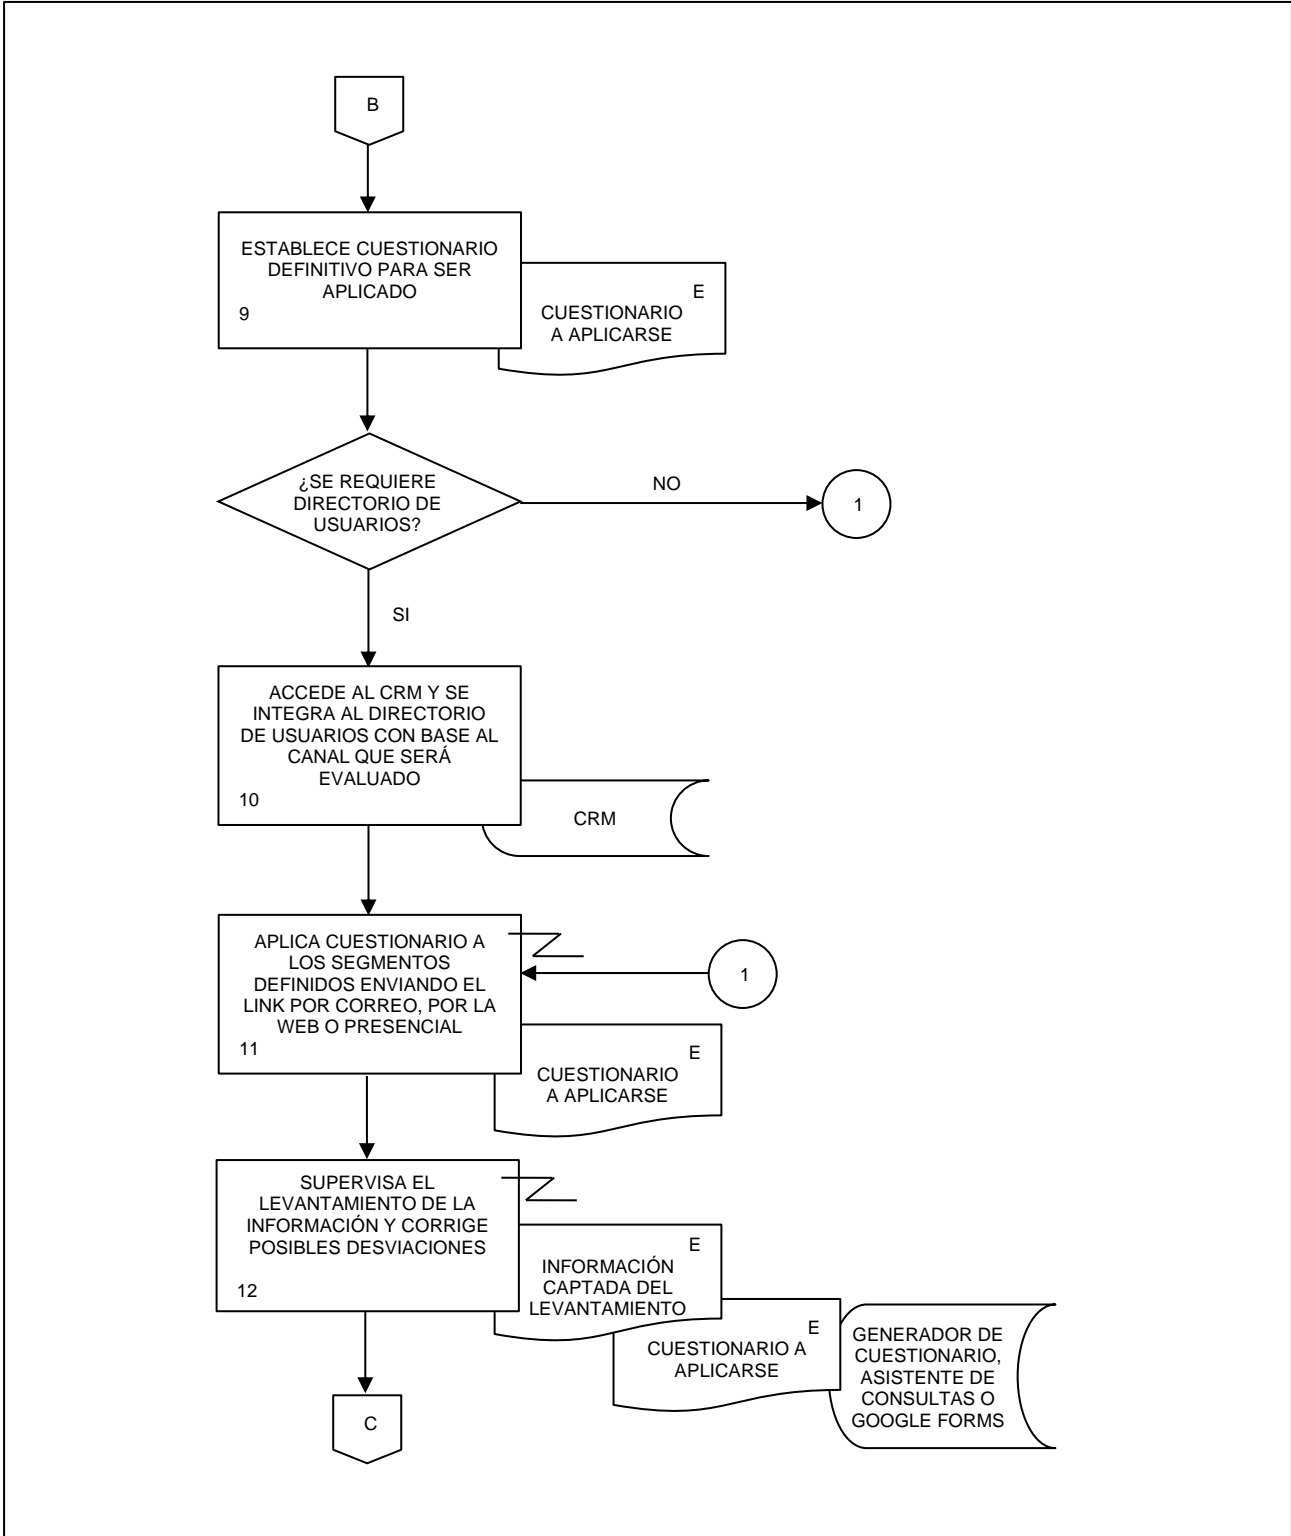 B
ESTABLECE CUESTIONARIO
DEFINITIVO PARA SER
APLICADO
9
E
CUESTIONARIO
A APLICARSE
¿SE REQUIERE
DIRECTORIO DE
USUARIOS?
NO
1
SI
ACCEDE AL CRM Y SE
INTEGRA AL DIRECTORIO
DE USUARIOS CON BASE AL
CANAL QUE SERÁ
EVALUADO
10
CRM
APLICA CUESTIONARIO A
LOS SEGMENTOS
DEFINIDOS ENVIANDO EL
LINK POR CORREO, POR LA
WEB O PRESENCIAL
11
1
E
CUESTIONARIO
A APLICARSE
SUPERVISA EL
LEVANTAMIENTO DE LA
INFORMACIÓN Y CORRIGE
POSIBLES DESVIACIONES
12
E
INFORMACIÓN
CAPTADA DEL
LEVANTAMIENTO
E
CUESTIONARIO A
APLICARSE
GENERADOR DE
CUESTIONARIO,
ASISTENTE DE
CONSULTAS O
GOOGLE FORMS
C